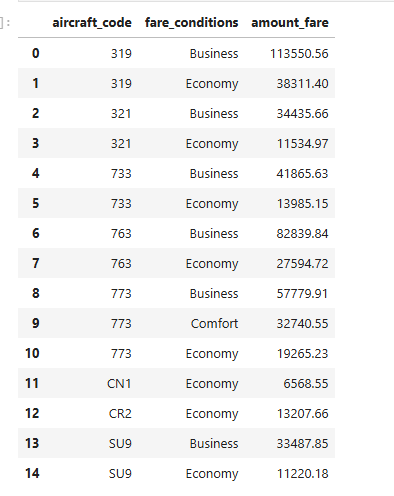 ]: aircraft_code fare_conditions amount_fare
0 319 Business 113550.56
1 319 Economy 38311.40
2 321 Business 34435.66
3 321 Economy 11534.97
4 733 Business 41865.63
5 733 Economy 13985.15
6 763 Business 82839.84
7 763 Economy 27594.72
8 773 Business 57779.91
9 773 Comfort 32740.55
10 773 Economy 19265.23
11 CN1 Economy 6568.55
12 CR2 Economy 13207.66
13 SU9 Business 33487.85
14 SU9 Economy 11220.18